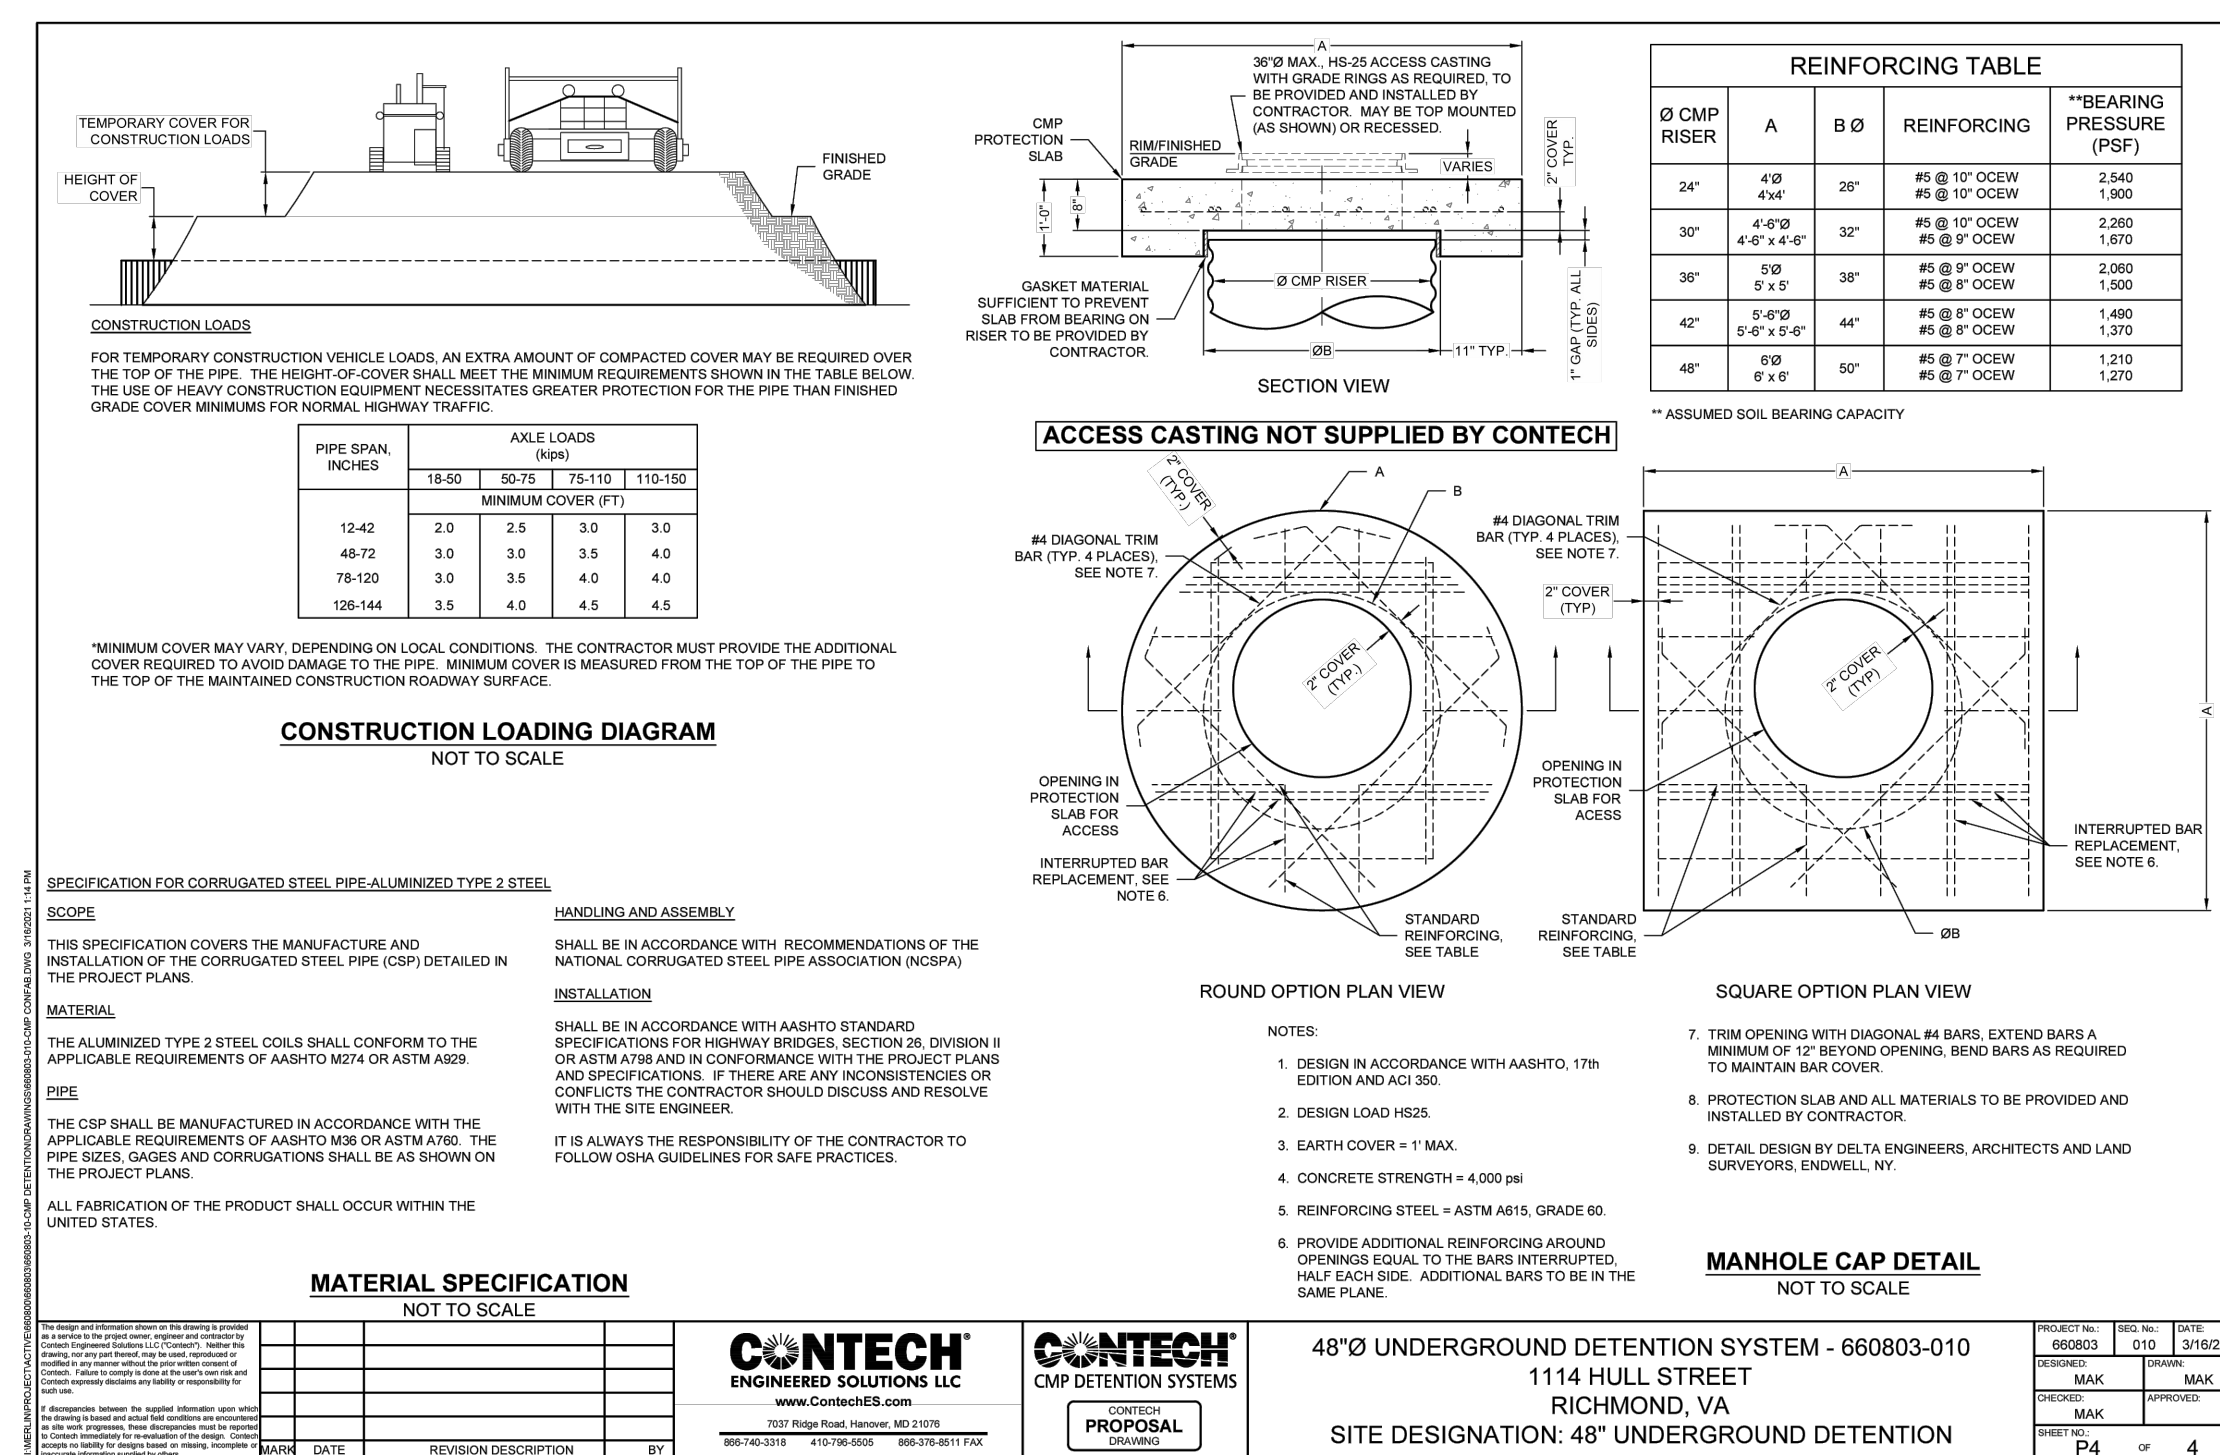 TEMPORARY COVER FOR
CONSTRUCTION LOADS
HEIGHT OF
COVER
FINISHED
GRADE
CONSTRUCTION LOADS
FOR TEMPORARY CONSTRUCTION VEHICLE LOADS, AN EXTRA AMOUNT OF COMPACTED COVER MAY BE REQUIRED OVER
THE TOP OF THE PIPE. THE HEIGHT-OF-COVER SHALL MEET THE MINIMUM REQUIREMENTS SHOWN IN THE TABLE BELOW.
THE USE OF HEAVY CONSTRUCTION EQUIPMENT NECESSITATES GREATER PROTECTION FOR THE PIPE THAN FINISHED
GRADE COVER MINIMUMS FOR NORMAL HIGHWAY TRAFFIC.
PIPE SPAN,
INCHES
AXLE LOADS
(kips)
18-50 50-75 75-110 110-150
MINIMUM COVER (FT)
12-42 2.0 2.5 3.0 3.0
48-72 3.0 3.0 3.5 4.0
78-120 3.0 3.5 4.0 4.0
126-144 3.5 4.0 4.5 4.5
*MINIMUM COVER MAY VARY, DEPENDING ON LOCAL CONDITIONS. THE CONTRACTOR MUST PROVIDE THE ADDITIONAL
COVER REQUIRED TO AVOID DAMAGE TO THE PIPE. MINIMUM COVER IS MEASURED FROM THE TOP OF THE PIPE TO
THE TOP OF THE MAINTAINED CONSTRUCTION ROADWAY SURFACE.
CONSTRUCTION LOADING DIAGRAM
NOT TO SCALE
SPECIFICATION FOR CORRUGATED STEEL PIPE-ALUMINIZED TYPE 2 STEEL
SCOPE
THIS SPECIFICATION COVERS THE MANUFACTURE AND
INSTALLATION OF THE CORRUGATED STEEL PIPE (CSP) DETAILED IN
THE PROJECT PLANS.
MATERIAL
THE ALUMINIZED TYPE 2 STEEL COILS SHALL CONFORM TO THE
APPLICABLE REQUIREMENTS OF AASHTO M274 OR ASTM A929.
PIPE
THE CSP SHALL BE MANUFACTURED IN ACCORDANCE WITH THE
APPLICABLE REQUIREMENTS OF AASHTO M36 OR ASTM A760. THE
PIPE SIZES, GAGES AND CORRUGATIONS SHALL BE AS SHOWN ON
THE PROJECT PLANS.
ALL FABRICATION OF THE PRODUCT SHALL OCCUR WITHIN THE
UNITED STATES.
HANDLING AND ASSEMBLY
SHALL BE IN ACCORDANCE WITH RECOMMENDATIONS OF THE
NATIONAL CORRUGATED STEEL PIPE ASSOCIATION (NCSPA)
INSTALLATION
SHALL BE IN ACCORDANCE WITH AASHTO STANDARD
SPECIFICATIONS FOR HIGHWAY BRIDGES, SECTION 26, DIVISION II
OR ASTM A798 AND IN CONFORMANCE WITH THE PROJECT PLANS
AND SPECIFICATIONS. IF THERE ARE ANY INCONSISTENCIES OR
CONFLICTS THE CONTRACTOR SHOULD DISCUSS AND RESOLVE
WITH THE SITE ENGINEER.
IT IS ALWAYS THE RESPONSIBILITY OF THE CONTRACTOR TO
FOLLOW OSHA GUIDELINES FOR SAFE PRACTICES.
MATERIAL SPECIFICATION
NOT TO SCALE
A
36"Ø MAX., HS-25 ACCESS CASTING
WITH GRADE RINGS AS REQUIRED, TO
BE PROVIDED AND INSTALLED BY
CONTRACTOR. MAY BE TOP MOUNTED
(AS SHOWN) OR RECESSED.
CMP
PROTECTION
SLAB
RIM/FINISHED
GRADE
VARIES
2" COVER
TYP.
1'-0"
8"
GASKET MATERIAL
SUFFICIENT TO PREVENT
SLAB FROM BEARING ON
RISER TO BE PROVIDED BY
CONTRACTOR.
Ø CMP RISER
ØB
11" TYP.
1" GAP (TYP. ALL
SIDES)
SECTION VIEW
REINFORCING TABLE
Ø CMP
RISER
A
B Ø
REINFORCING
**BEARING
PRESSURE
(PSF)
24" 4'Ø 26" #5 @ 10" OCEW 2,540
4'x4' #5 @ 10" OCEW 1,900
30" 4'-6"Ø 32" #5 @ 10" OCEW 2,260
4'-6" x 4'-6" #5 @ 9" OCEW 1,670
36" 5'Ø 38" #5 @ 9" OCEW 2,060
5' x 5' #5 @ 8" OCEW 1,500
42" 5'-6"Ø 44" #5 @ 8" OCEW 1,490
5'-6" x 5'-6" #5 @ 8" OCEW 1,370
48" 6'Ø 50" #5 @ 7" OCEW 1,210
6' x 6' #5 @ 7" OCEW 1,270
** ASSUMED SOIL BEARING CAPACITY
ACCESS CASTING NOT SUPPLIED BY CONTECH
2" COVER
(TYP.)
A
B
#4 DIAGONAL TRIM
BAR (TYP. 4 PLACES),
SEE NOTE 7.
2" COVER
(TYP.)
OPENING IN
PROTECTION
SLAB FOR
ACCESS
INTERRUPTED BAR
REPLACEMENT, SEE
NOTE 6.
STANDARD
REINFORCING,
SEE TABLE
ROUND OPTION PLAN VIEW
A
#4 DIAGONAL TRIM
BAR (TYP. 4 PLACES),
SEE NOTE 7.
2" COVER
(TYP)
2" COVER
(TYP)
A
OPENING IN
PROTECTION
SLAB FOR
ACESS
INTERRUPTED BAR
REPLACEMENT,
SEE NOTE 6.
STANDARD
REINFORCING,
SEE TABLE
ØB
SQUARE OPTION PLAN VIEW
NOTES:
1. DESIGN IN ACCORDANCE WITH AASHTO, 17th
EDITION AND ACI 350.
2. DESIGN LOAD HS25.
3. EARTH COVER = 1' MAX.
4. CONCRETE STRENGTH = 4,000 psi
5. REINFORCING STEEL = ASTM A615, GRADE 60.
6. PROVIDE ADDITIONAL REINFORCING AROUND
OPENINGS EQUAL TO THE BARS INTERRUPTED,
HALF EACH SIDE. ADDITIONAL BARS TO BE IN THE
SAME PLANE.
7. TRIM OPENING WITH DIAGONAL #4 BARS, EXTEND BARS A
MINIMUM OF 12" BEYOND OPENING, BEND BARS AS REQUIRED
TO MAINTAIN BAR COVER.
8. PROTECTION SLAB AND ALL MATERIALS TO BE PROVIDED AND
INSTALLED BY CONTRACTOR.
9. DETAIL DESIGN BY DELTA ENGINEERS, ARCHITECTS AND LAND
SURVEYORS, ENDWELL, NY.
MANHOLE CAP DETAIL
NOT TO SCALE
I:\MERLIN\PROJECT\ACTIVE\660800\660803\660803-10-CMP DETENTION\DRAWINGS\660803-010-CMP CONFAB.DWG 3/16/2021 1:14 PM
The design and information shown on this drawing is provided
as a service to the project owner, engineer and contractor by
Contech Engineered Solutions LLC ("Contech"). Neither this
drawing, nor any part thereof, may be used, reproduced or
modified in any manner without the prior written consent of
Contech. Failure to comply is done at the user's own risk and
Contech expressly disclaims any liability or responsibility for
such use.
If discrepancies between the supplied information upon which
the drawing is based and actual field conditions are encountered
as site work progresses, these discrepancies must be reported
to Contech immediately for re-evaluation of the design. Contech
accepts no liability for designs based on missing, incomplete or
inaccurate information supplied by others.
MARK DATE REVISION DESCRIPTION BY
CONTECH®
ENGINEERED SOLUTIONS LLC
www.ContechES.com
7037 Ridge Road, Hanover, MD 21076
866-740-3318 410-796-5505 866-376-8511 FAX
CONTECH®
CMP DETENTION SYSTEMS
CONTECH
PROPOSAL
DRAWING
48"Ø UNDERGROUND DETENTION SYSTEM - 660803-010
1114 HULL STREET
RICHMOND, VA
SITE DESIGNATION: 48" UNDERGROUND DETENTION
PROJECT No.: SEQ. No.: DATE:
660803 010 3/16/2
DESIGNED: DRAWN:
MAK MAK
CHECKED: APPROVED:
MAK
SHEET NO.:
P4 OF 4